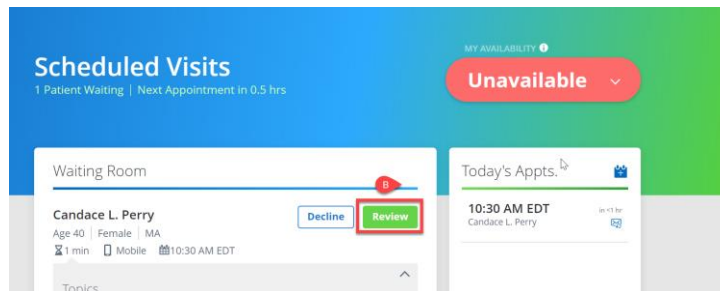 MY AVAILABILITY
Scheduled Visits
Unavailable
1 Patient Waiting | Next Appointment in 0.5 hrs
Waiting Room
Today's Appts.
B
Candace L. Perry
Decline
Review
Age 40 | Female | MA
1 min Mobile 10:30 AM EDT
Topics
10:30 AM EDT
in <1 hr
Candace L. Perry